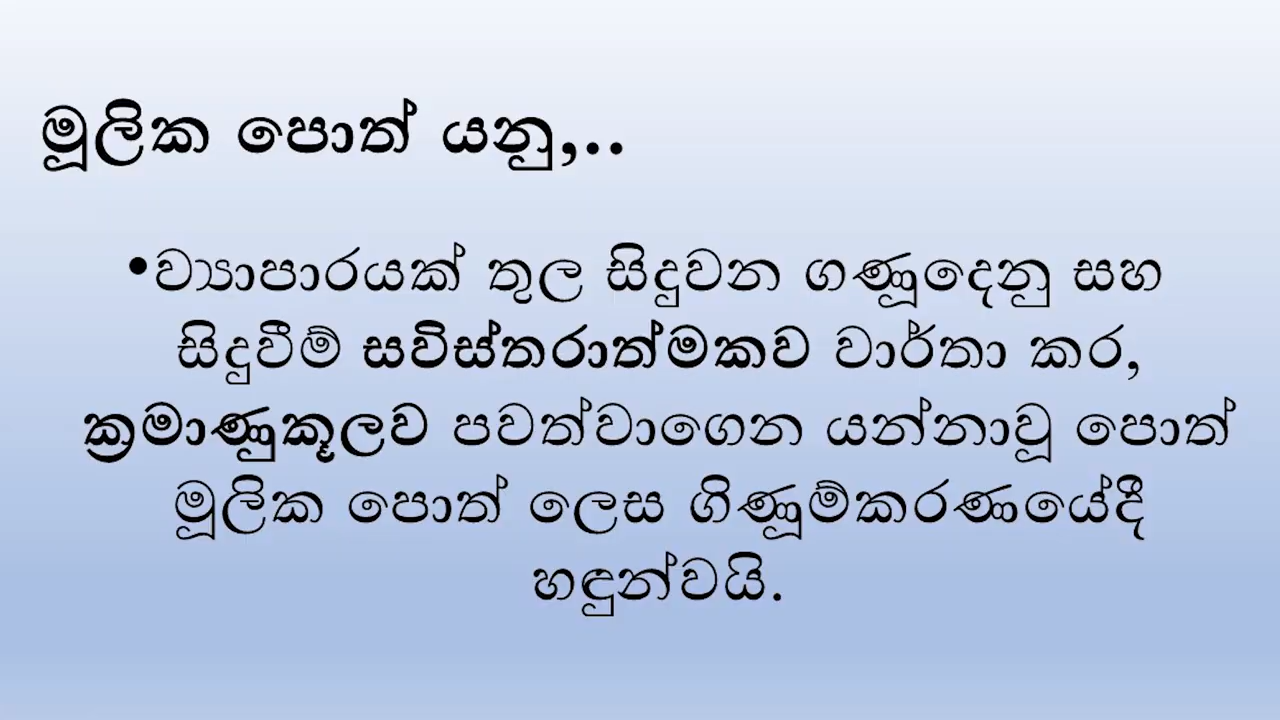 මූලික පොත් යනු,..
•ව්‍යාපාරයක් තුල සිදුවන ගණූදෙනු සහ
සිදුවීම් සවිස්තරාත්මකව වාර්තා කර,
ක්‍රමාණුකූලව පවත්වාගෙන යන්නාවූ පොත්
මූලික පොත් ලෙස ගිණූම්කරණයේදී
හඳුන්වයි.